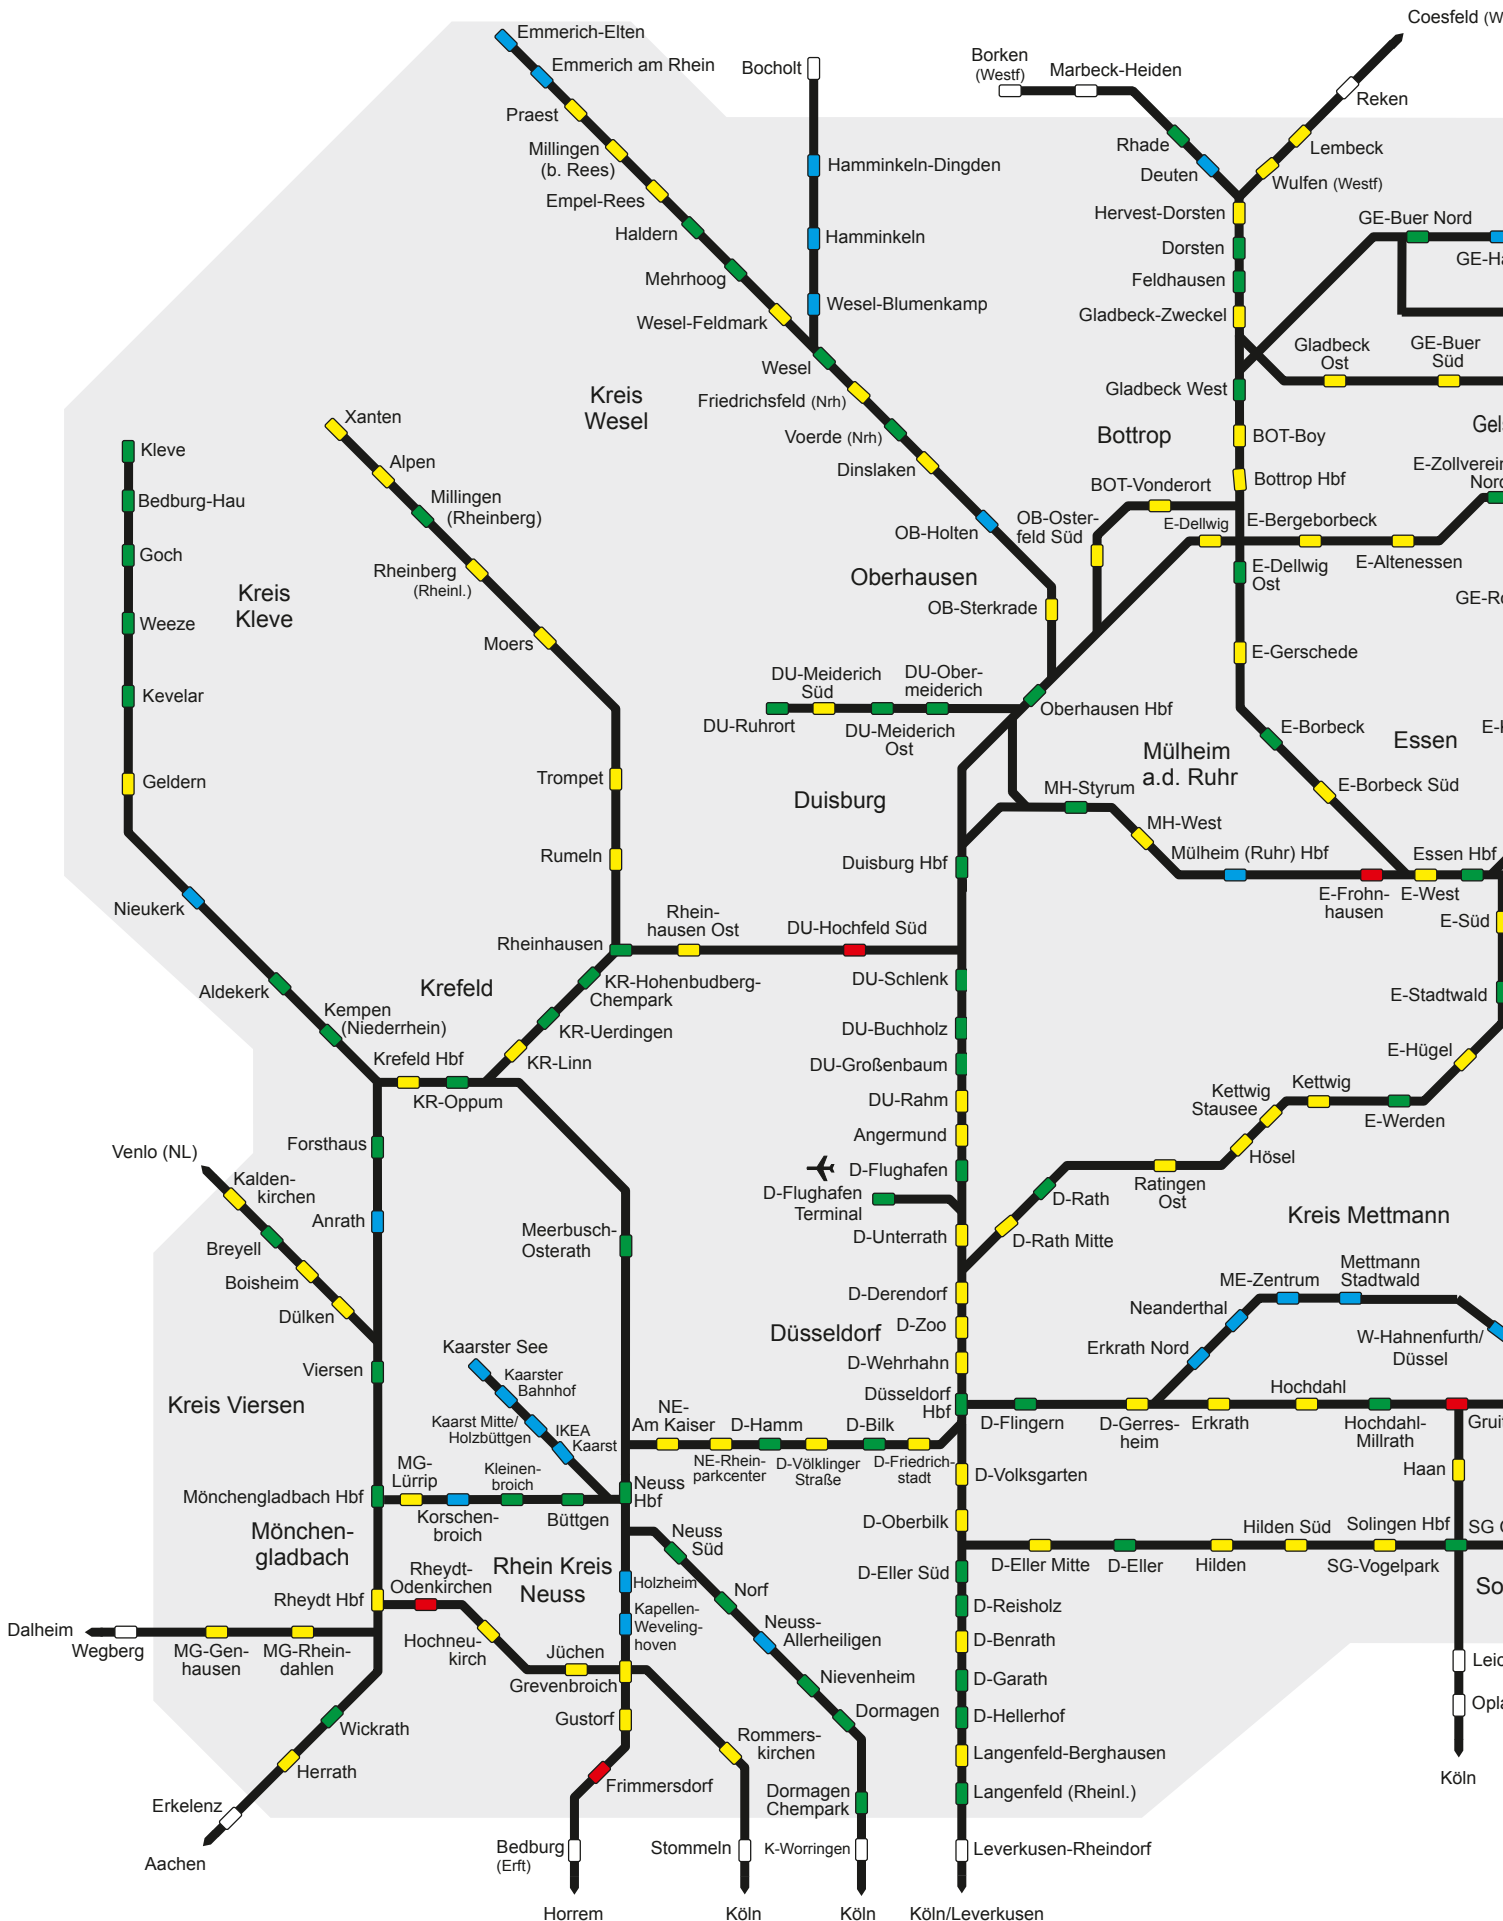 Coesfeld (W
Emmerich-Elten
Emmerich am Rhein
Bocholt
Borken
(Westf)
Marbeck-Heiden
Reken
Praest
Millingen
(b. Rees)
Rhade
Lembeck
Deuten
Hamminkeln-Dingden
Wulfen (Westf)
Empel-Rees
Hervest-Dorsten
GE-Buer Nord
Haldern
Hamminkeln
Dorsten
GE-Ha
Mehrhoog
Feldhausen
Wesel-Blumenkamp
Wesel-Feldmark
Gladbeck-Zweckel
Gladbeck
Ost
GE-Buer
Süd
Wesel
Kreis
Wesel
Friedrichsfeld (Nrh)
Gladbeck West
Xanten
Voerde (Nrh)
Bottrop
BOT-Boy
Gels
Kleve
Alpen
Dinslaken
E-Zollverein
Nord
Bottrop Hbf
BOT-Vonderort
Bedburg-Hau
Millingen
(Rheinberg)
OB-Holten
OB-Oster-
feld Süd
E-Dellwig
E-Bergeborbeck
Goch
E-Altenessen
E-Dellwig
Ost
Rheinberg
(Rheinl.)
Oberhausen
Kreis
Kleve
GE-Ro
OB-Sterkrade
Weeze
Moers
E-Gerschede
DU-Meiderich
Süd
DU-Ober-
meiderich
Kevelar
DU-Ruhrort
DU-Meiderich
Ost
Oberhausen Hbf
E-Borbeck
Essen
E-K
Mülheim
a.d. Ruhr
Geldern
Trompet
Duisburg
MH-Styrum
E-Borbeck Süd
MH-West
Rumeln
Duisburg Hbf
Mülheim (Ruhr) Hbf
Essen Hbf
E-Frohn-
hausen
E-West
Nieukerk
Rhein-
hausen Ost
DU-Hochfeld Süd
E-Süd
Rheinhausen
Krefeld
KR-Hohenbudberg-
Chempark
DU-Schlenk
Aldekerk
E-Stadtwald
Kempen
(Niederrhein)
KR-Uerdingen
DU-Buchholz
Krefeld Hbf
KR-Linn
DU-Großenbaum
E-Hügel
KR-Oppum
DU-Rahm
Kettwig
Stausee
Kettwig
E-Werden
Forsthaus
Angermund
Venlo (NL)
Hösel
D-Flughafen
Kalden-
kirchen
D-Flughafen
Terminal
D-Rath
Ratingen
Ost
Anrath
Meerbusch-
Osterath
D-Unterrath
D-Rath Mitte
Kreis Mettmann
Breyell
Boisheim
Mettmann
Stadtwald
ME-Zentrum
Dülken
D-Derendorf
Neanderthal
Düsseldorf
D-Zoo
Kaarster See
Erkrath Nord
W-Hahnenfurth/
Düssel
Viersen
D-Wehrhahn
Kaarster
Bahnhof
Kreis Viersen
Düsseldorf
Hbf
Hochdahl
NE-
Am Kaiser
D-Hamm
D-Bilk
D-Flingern
D-Gerres-
heim
Erkrath
Hochdahl-
Millrath
Gruit
Kaarst Mitte/
Holzbüttgen
IKEA
Kaarst
NE-Rhein-
parkcenter
D-Völklinger
Straße
D-Friedrich-
stadt
MG-
Lürrip
Kleinen-
broich
D-Volksgarten
Haan
Mönchengladbach Hbf
Neuss
Hbf
Korschen-
broich
Büttgen
D-Oberbilk
Hilden Süd
Solingen Hbf
SG G
Mönchen-
gladbach
Neuss
Süd
D-Eller Mitte
D-Eller
Hilden
SG-Vogelpark
D-Eller Süd
Rheydt-
Odenkirchen
Rhein Kreis
Neuss
Holzheim
So
Rheydt Hbf
Norf
D-Reisholz
Kapellen-
Weveling-
hoven
Dalheim
Wegberg
MG-Gen-
hausen
MG-Rhein-
dahlen
Hochneu-
kirch
Neuss-
Allerheiligen
D-Benrath
Jüchen
Leic
Grevenbroich
Nievenheim
D-Garath
Opla
Gustorf
Dormagen
D-Hellerhof
Wickrath
Rommers-
kirchen
Langenfeld-Berghausen
Herrath
Frimmersdorf
Köln
Dormagen
Chempark
Langenfeld (Rheinl.)
Erkelenz
Bedburg
(Erft)
Stommeln
K-Worringen
Leverkusen-Rheindorf
Aachen
Horrem
Köln
Köln
Köln/Leverkusen